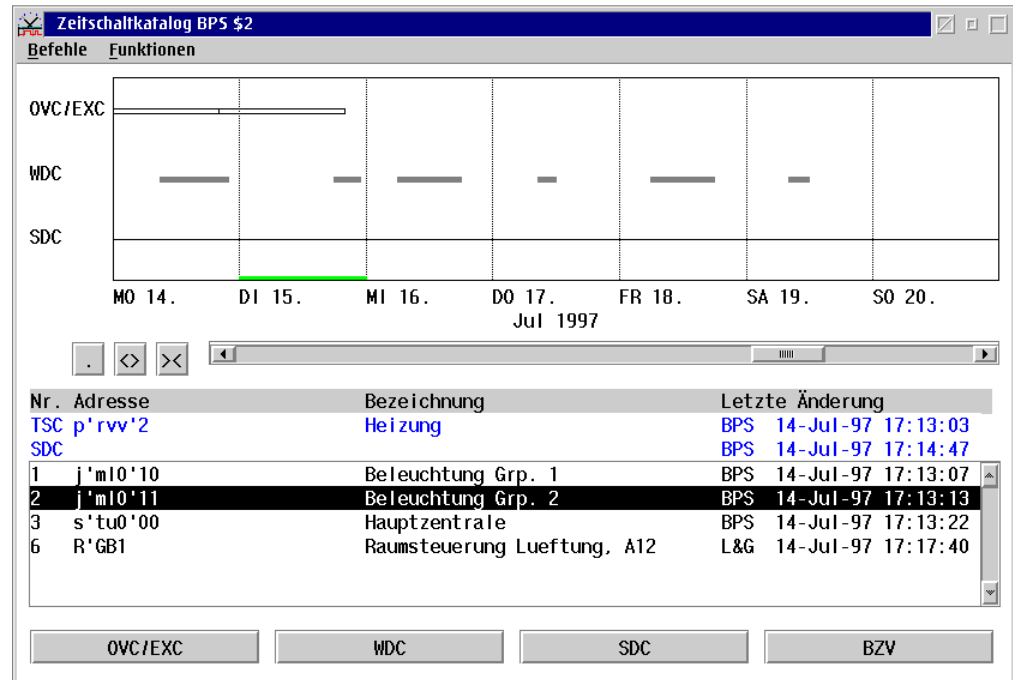 Zeitschaltkatalog BPS $2
Befehle Funktionen
OVC/EXC
WDC
SDC
MO 14. DI 15. MI 16. DO 17. FR 18. SA 19. SO 20.
Jul 1997
. <> ><
Nr. Adresse Bezeichnung Letzte Änderung
TSC p'rvv'2 Heizung BPS 14-Jul-97 17:13:03
SDC BPS 14-Jul-97 17:14:47
1 j'ml0'10 Beleuchtung Grp. 1 BPS 14-Jul-97 17:13:07
2 j'ml0'11 Beleuchtung Grp. 2 BPS 14-Jul-97 17:13:13
3 s'tu0'00 Hauptzentrale BPS 14-Jul-97 17:13:22
6 R'GB1 Raumsteuerung Lueftung, A12 L&G 14-Jul-97 17:17:40
OVC/EXC WDC SDC BZV